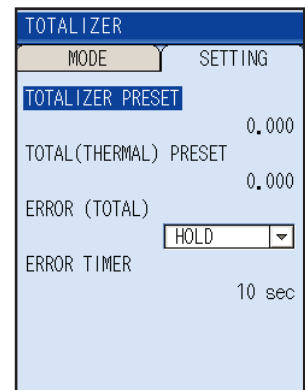 TOTALIZER
MODE SETTING
TOTALIZER PRESET
0.000
TOTAL(THERMAL) PRESET
0.000
ERROR (TOTAL)
HOLD
ERROR TIMER
10 sec